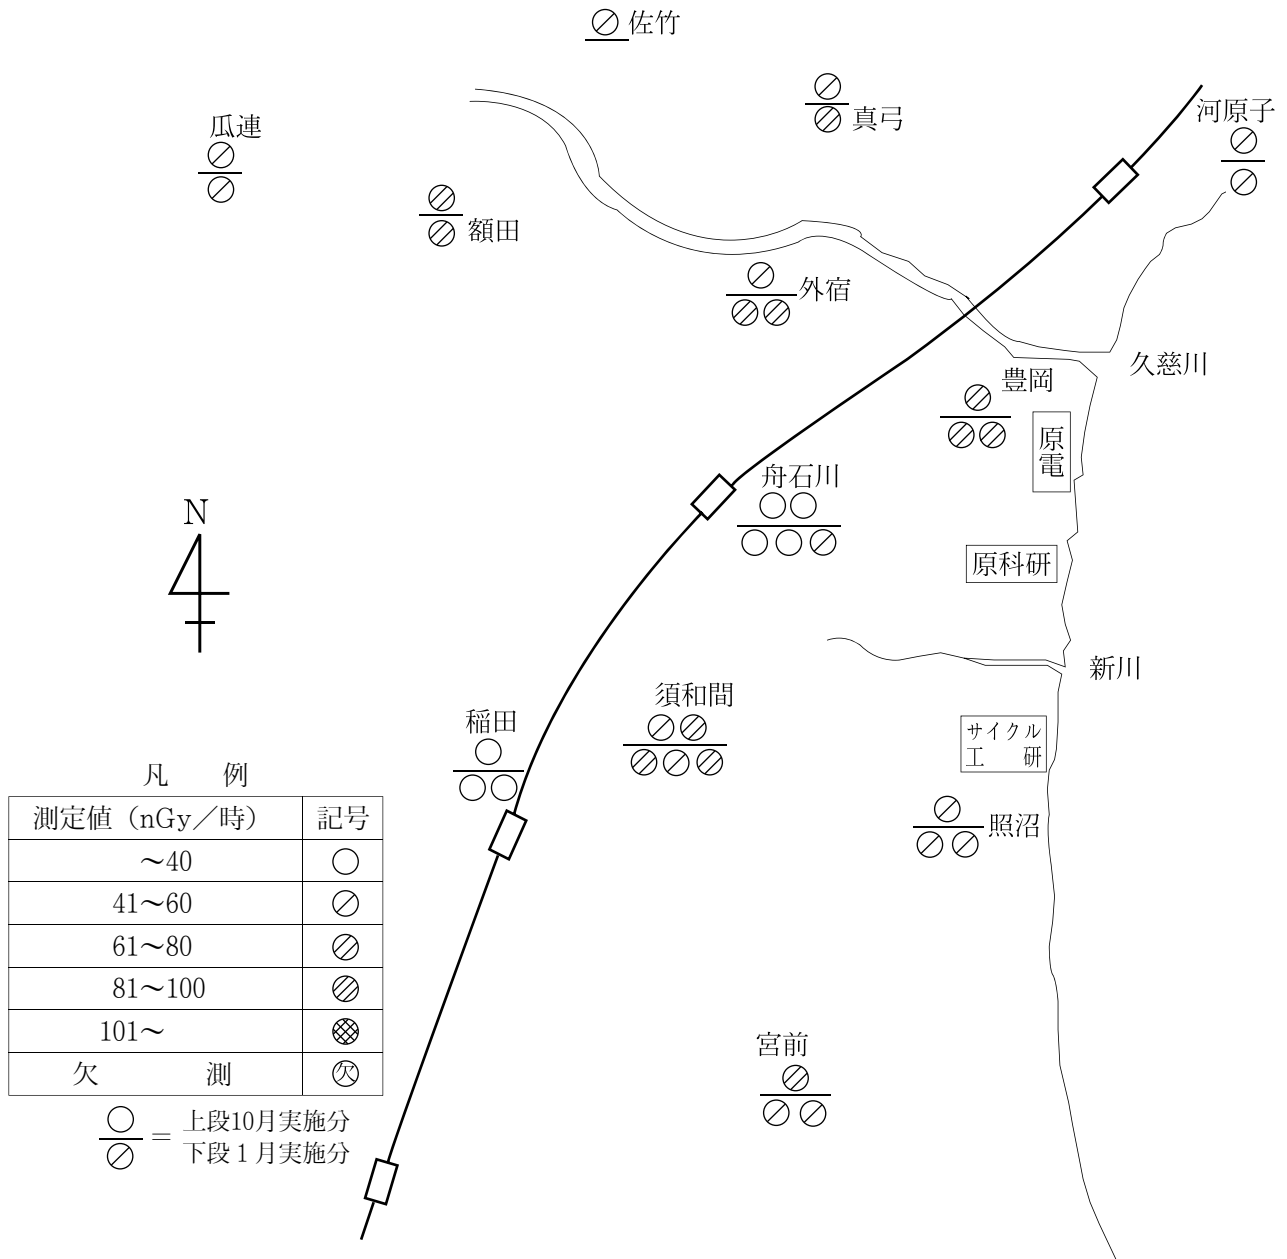 佐竹
真弓
河原子
瓜連
額田
外宿
久慈川
豊岡
原電
舟石川
N
原科研
新川
須和間
稲田
サイクル
工 研
照沼
凡 例
測定値（nGy／時） 記号
～40
41～60
61～80
81～100
101～
欠 測 欠
宮前
＝ 上段10月実施分
下段１月実施分